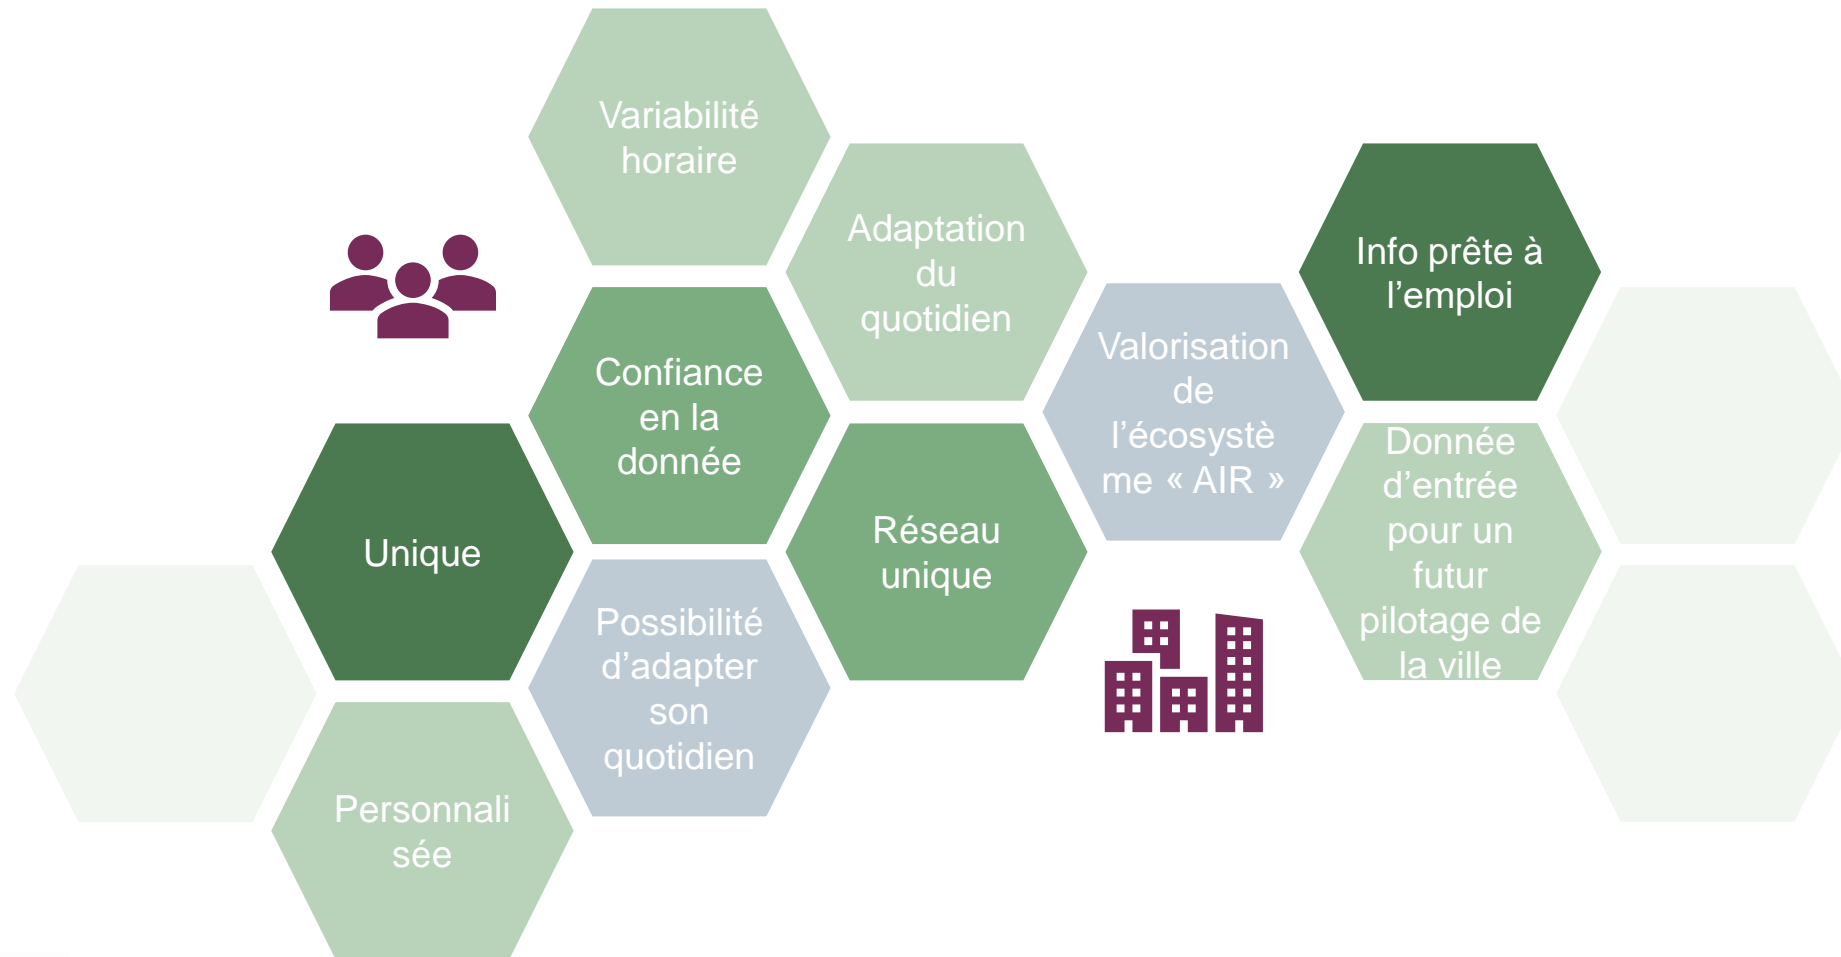 Variabilité
horaire
Adaptation
du
quotidien
Info prête à
l’emploi
Confiance
en la
donnée
Valorisation
de
l’écosystè
me « AIR »
Unique
Réseau
unique
Donnée
d’entrée
pour un
futur
pilotage de
la ville
Possibilité
d’adapter
son
quotidien
Personnali
sée